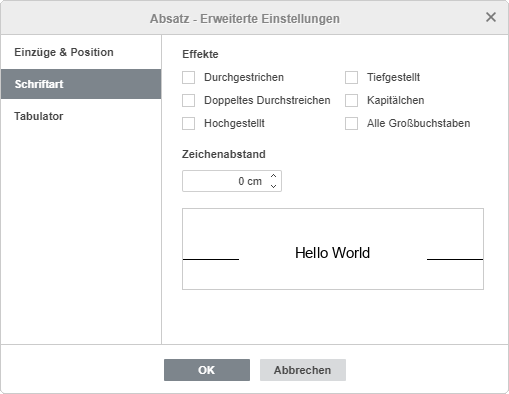 Absatz - Erweiterte Einstellungen
Einzüge & Position
Schriftart
Tabulator
Effekte
Durchgestrichen
Tiefgestellt
Doppeltes Durchstreichen
Kapitälchen
Hochgestellt
Alle Großbuchstaben
Zeichenabstand
0 cm
Hello World
OK
Abbrechen